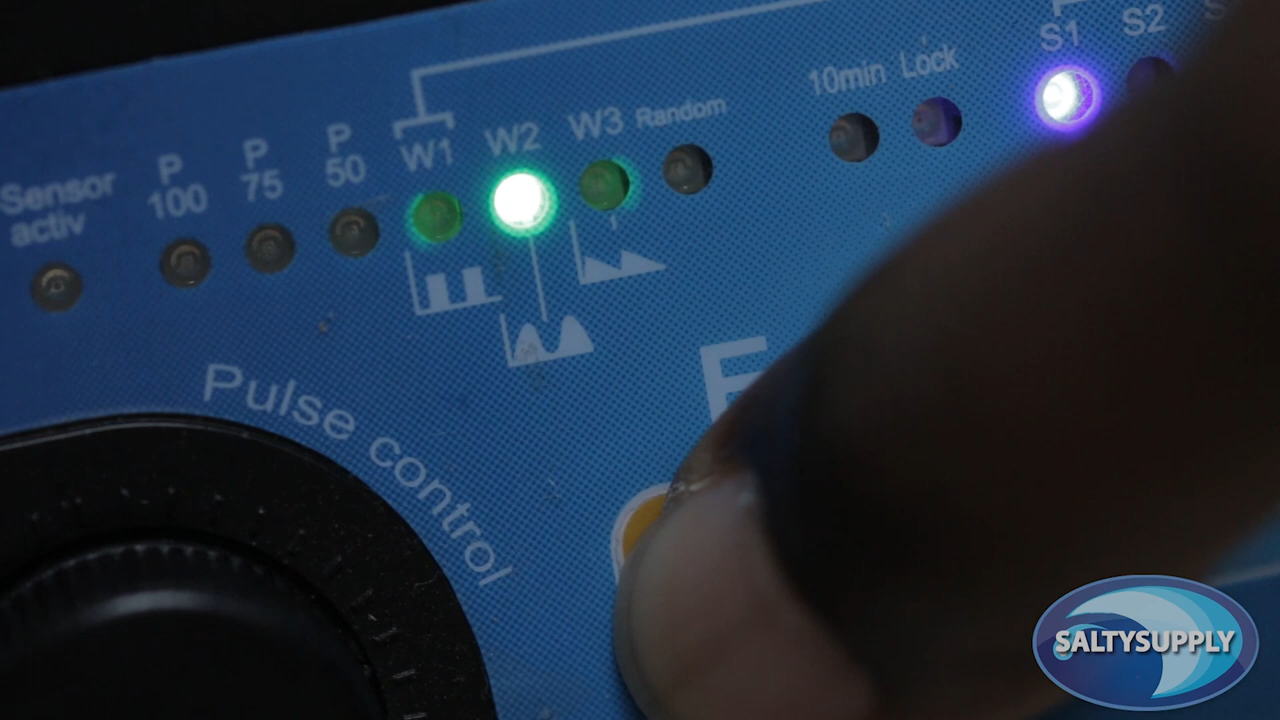 Sensor
activ
P
100
P
75
P
50
W1
W2
W3
Random
10min
Lock
S1
S2
Pulse control
SALTYSUPPLY